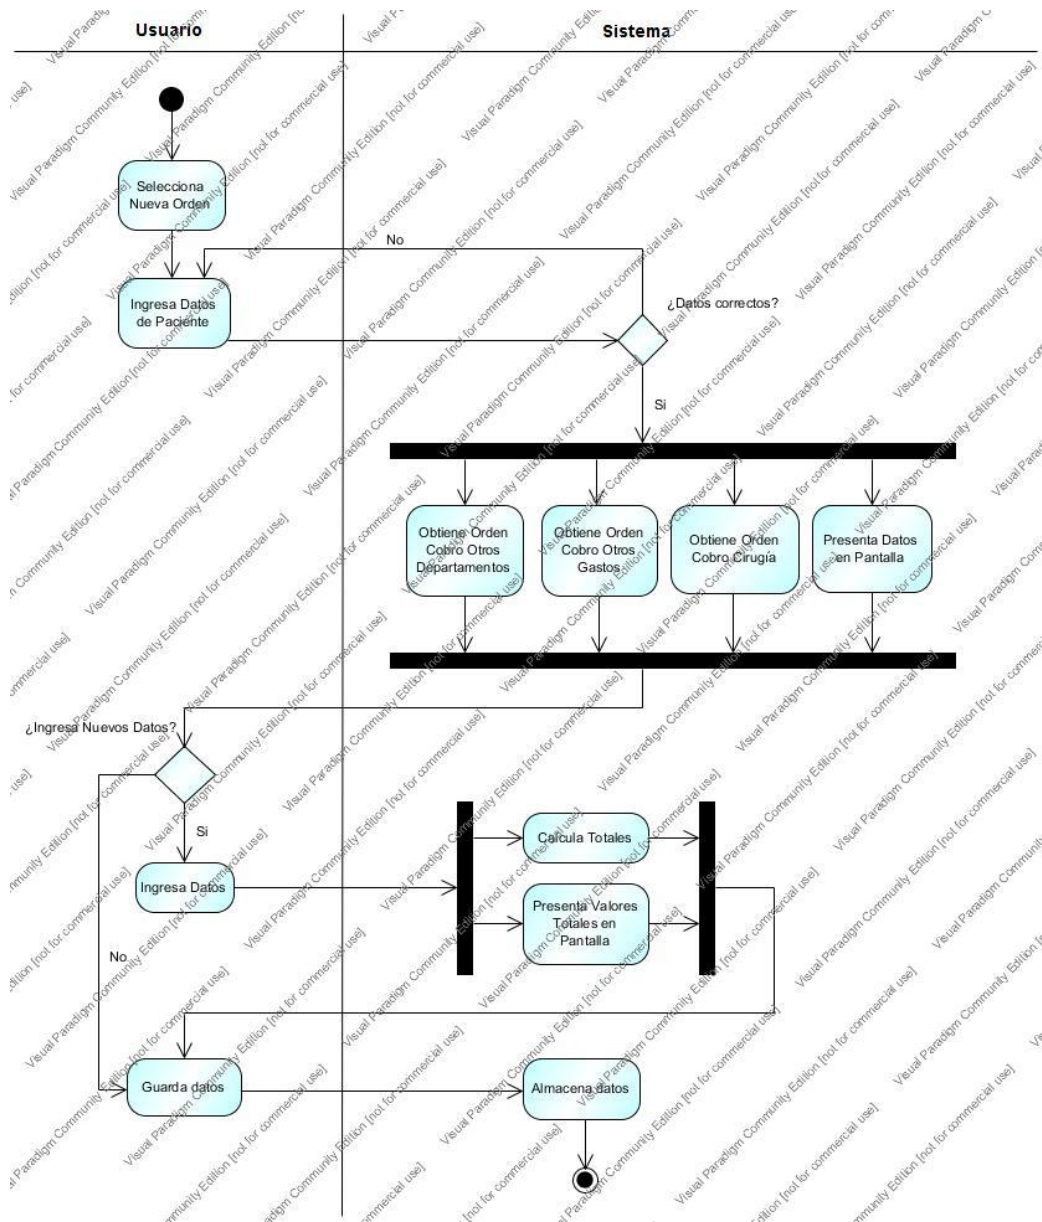 Usuario
Sistema
Selecciona
Nueva Orden
No
Ingresa Datos
de Paciente
¿Datos correctos?
Si
Obtiene Orden
Cobro Otros
Departamentos
Obtiene Orden
Cobro Otros
Gastos
Obtiene Orden
Cobro Cirugía
Presenta Datos
en Pantalla
¿Ingresa Nuevos Datos?
Si
Calcula Totales
Ingresa Datos
Presenta Valores
Totales en
Pantalla
No
Guarda datos
Almacena datos
Visual Paradigm Community Edition [not for commercial use]